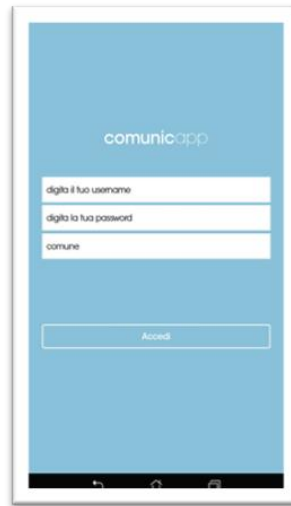 comunicapp
digita il tuo username
digita la tua password
comune
Accedi